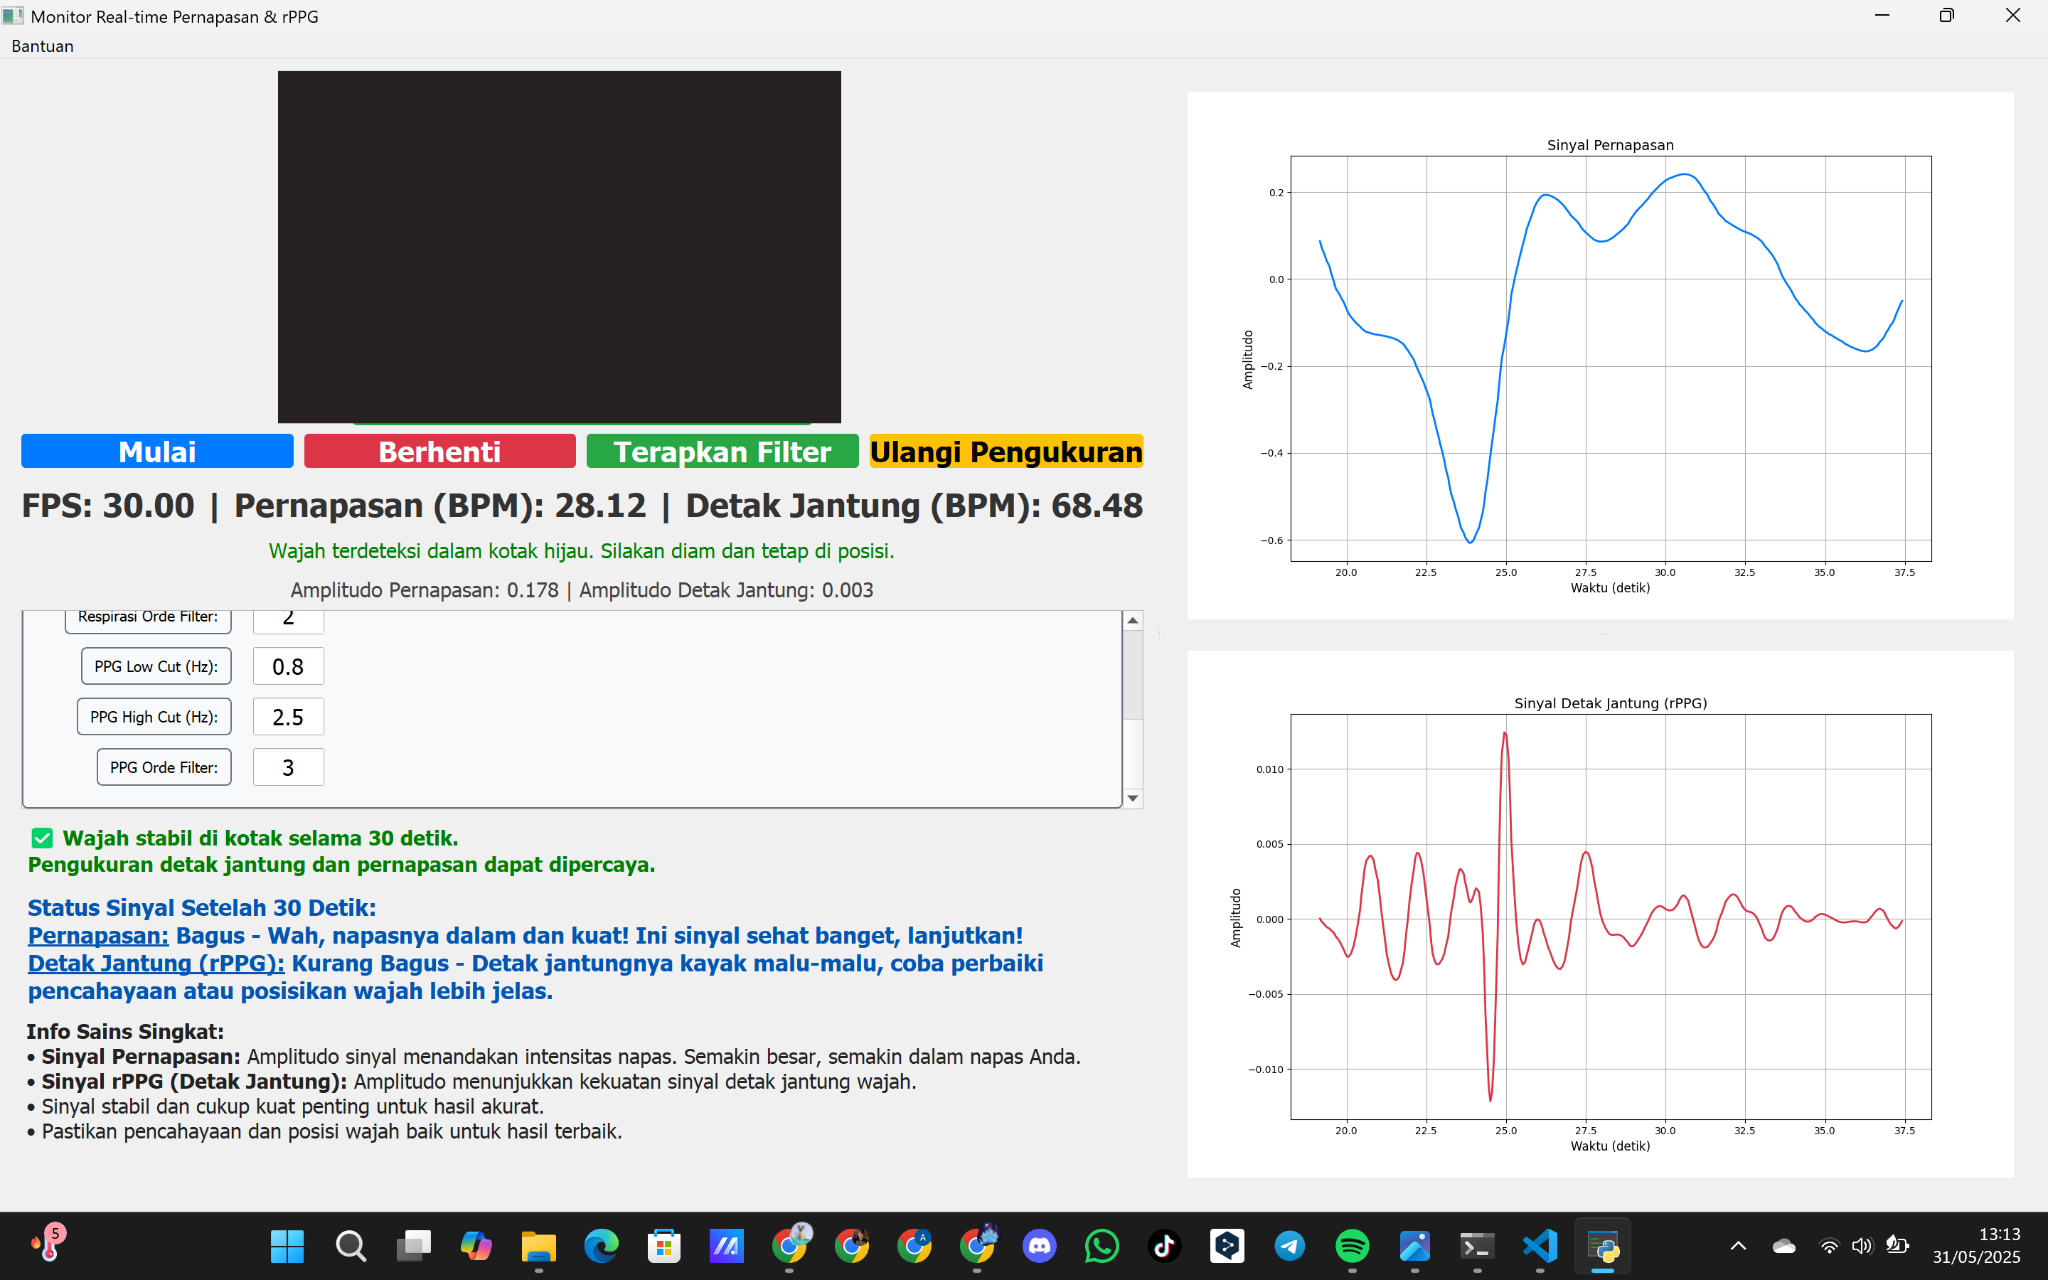 Monitor Real-time Pernapasan & rPPG
Bantuan
Mulai
Berhenti
Terapkan Filter
Ulangi Pengukuran
FPS: 30.00 | Pernapasan (BPM): 28.12 | Detak Jantung (BPM): 68.48
Wajah terdeteksi dalam kotak hijau. Silakan diam dan tetap di posisi.
Amplitudo Pernapasan: 0.178 | Amplitudo Detak Jantung: 0.003
Respirasi Orde Filter: 2
PPG Low Cut (Hz): 0.8
PPG High Cut (Hz): 2.5
PPG Orde Filter: 3
Wajah stabil di kotak selama 30 detik.
Pengukuran detak jantung dan pernapasan dapat dipercaya.
Status Sinyal Setelah 30 Detik:
Pernapasan: Bagus - Wah, napasnya dalam dan kuat! Ini sinyal sehat banget, lanjutkan!
Detak Jantung (rPPG): Kurang Bagus - Detak jantungnya kayak malu-malu, coba perbaiki
pencahayaan atau posisikan wajah lebih jelas.
Info Sains Singkat:
• Sinyal Pernapasan: Amplitudo sinyal menandakan intensitas napas. Semakin besar, semakin dalam napas Anda.
• Sinyal rPPG (Detak Jantung): Amplitudo menunjukkan kekuatan sinyal detak jantung wajah.
• Sinyal stabil dan cukup kuat penting untuk hasil akurat.
• Pastikan pencahayaan dan posisi wajah baik untuk hasil terbaik.
Sinyal Pernapasan
Amplitudo
0.2
0.0
−0.2
−0.4
−0.6
20.0 22.5 25.0 27.5 30.0 32.5 35.0 37.5
Waktu (detik)
Sinyal Detak Jantung (rPPG)
Amplitudo
0.010
0.005
0.000
−0.005
−0.010
20.0 22.5 25.0 27.5 30.0 32.5 35.0 37.5
Waktu (detik)
5
A
13:13
31/05/2025